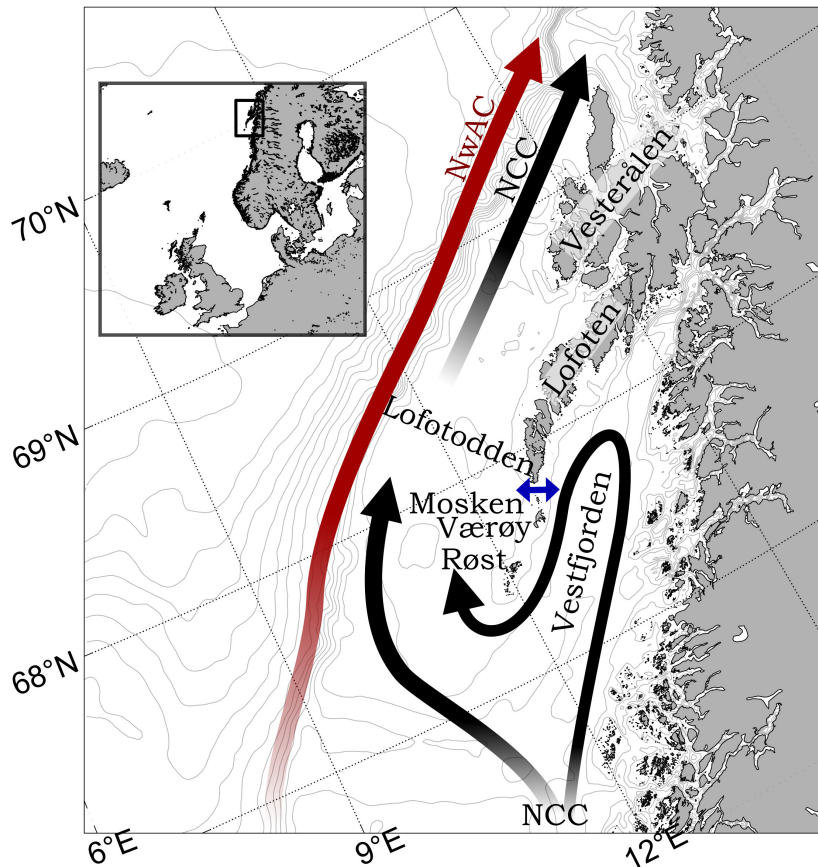 NwAC
NCC
Vesterålen
70°N
Lofoten
Lofotodden
69°N
Mosken
Værøy
Røst
Vestfjorden
68°N
NCC
6°E
9°E
12°E